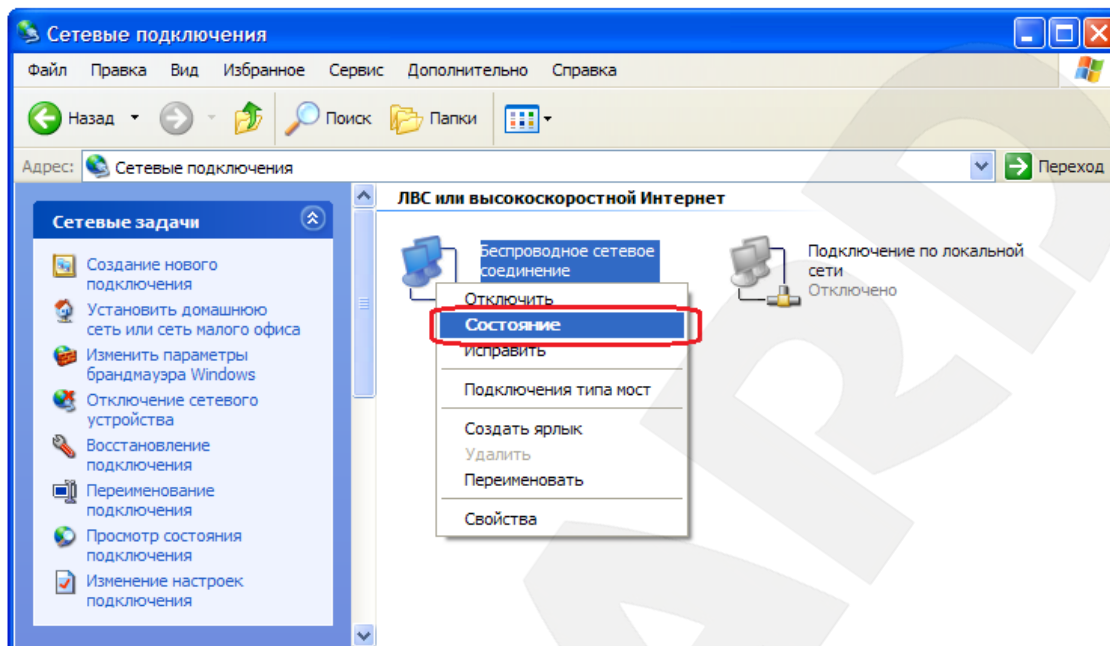 Сетевые подключения
Файл Правка Вид Избранное Сервис Дополнительно Справка
Назад Поиск Папки
Адрес: Сетевые подключения Переход
Сетевые задачи
Создание нового
подключения
Установить домашнюю
сеть или сеть малого офиса
Изменить параметры
брандмауэра Windows
Отключение сетевого
устройства
Восстановление
подключения
Переименование
подключения
Просмотр состояния
подключения
Изменение настроек
подключения
ЛВС или высокоскоростной Интернет
Беспроводное сетевое
соединение
Подключение по локальной
сети
Отключено
Отключить
Состояние
Исправить
Подключения типа мост
Создать ярлык
Удалить
Переименовать
Свойства